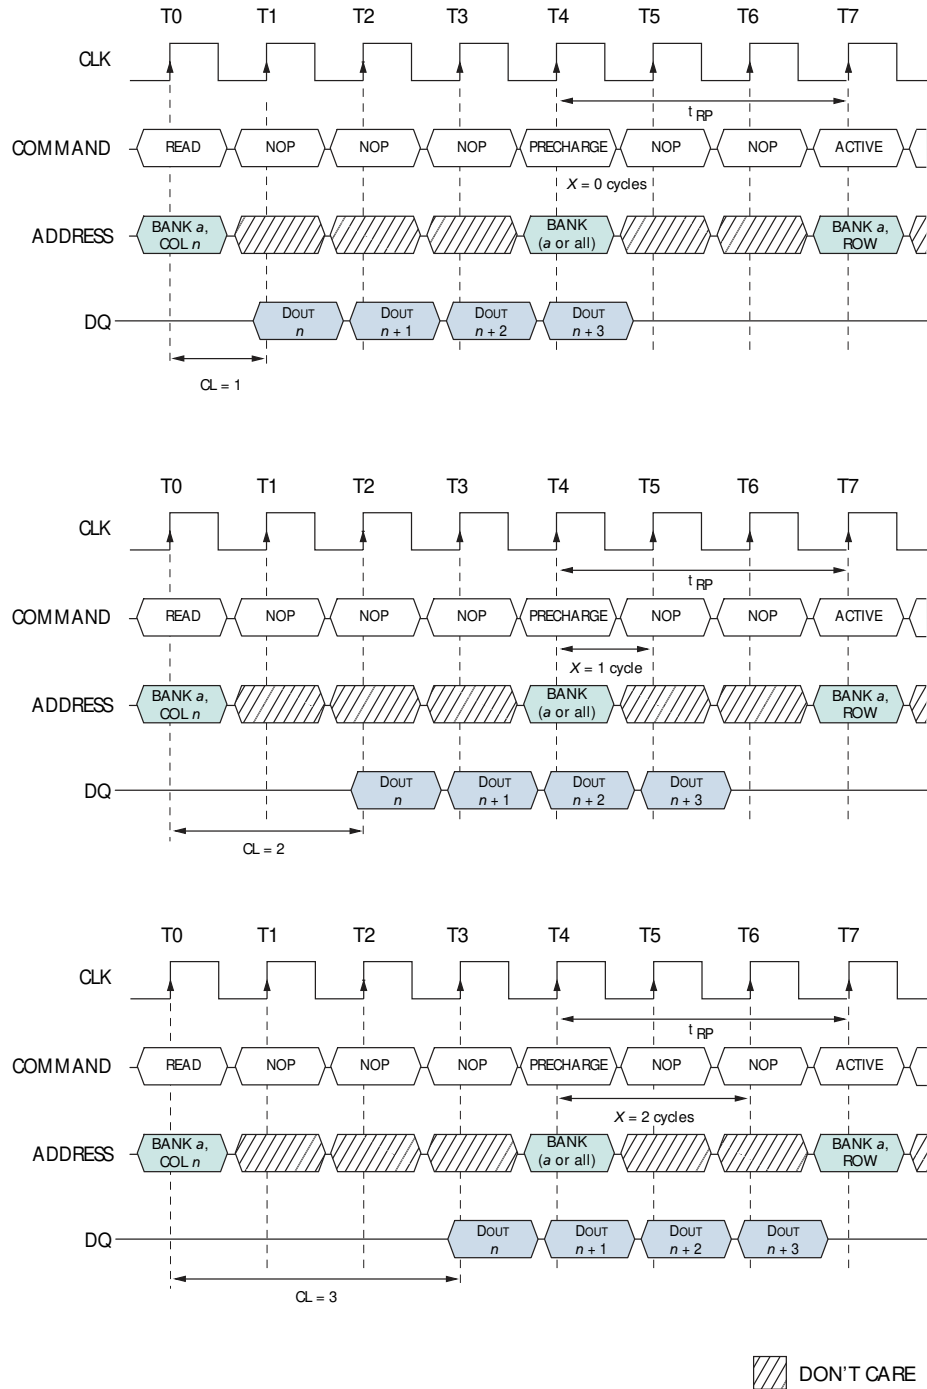 T0 T1 T2 T3 T4 T5 T6 T7
CLK
tRP
COMMAND READ NOP NOP NOP PRECHARGE NOP NOP ACTIVE
X = 0 cycles
ADDRESS BANK a, COL n BANK (a or all) BANK a, ROW
DQ DOUT n DOUT n + 1 DOUT n + 2 DOUT n + 3
CL = 1
T0 T1 T2 T3 T4 T5 T6 T7
CLK
tRP
COMMAND READ NOP NOP NOP PRECHARGE NOP NOP ACTIVE
X = 1 cycle
ADDRESS BANK a, COL n BANK (a or all) BANK a, ROW
DQ DOUT n DOUT n + 1 DOUT n + 2 DOUT n + 3
CL = 2
T0 T1 T2 T3 T4 T5 T6 T7
CLK
tRP
COMMAND READ NOP NOP NOP PRECHARGE NOP NOP ACTIVE
X = 2 cycles
ADDRESS BANK a, COL n BANK (a or all) BANK a, ROW
DQ DOUT n DOUT n + 1 DOUT n + 2 DOUT n + 3
CL = 3
DON'T CARE